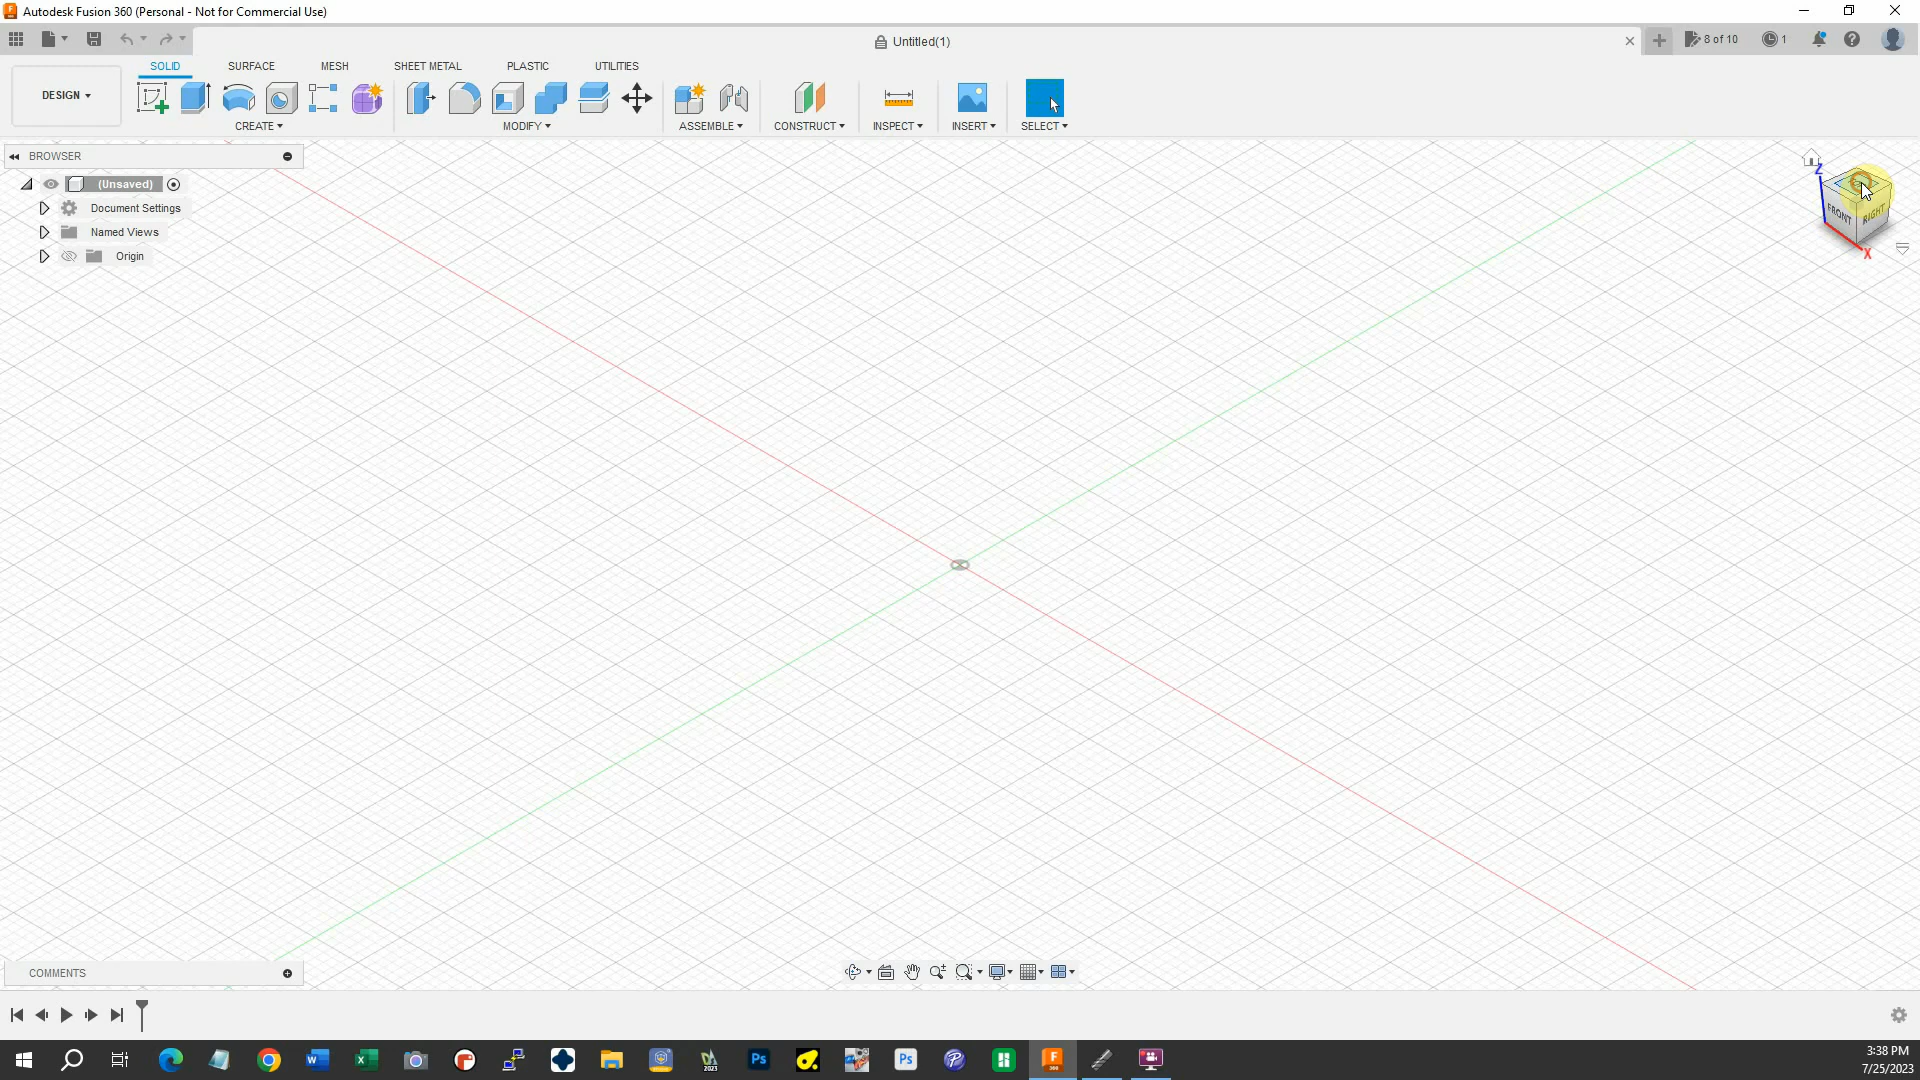 Autodesk Fusion 360 (Personal - Not for Commercial Use)
Untitled(1)
8 of 10
1
SOLID
SURFACE
MESH
SHEET METAL
PLASTIC
UTILITIES
DESIGN
CREATE
MODIFY
ASSEMBLE
CONSTRUCT
INSPECT
INSERT
SELECT
BROWSER
(Unsaved)
Document Settings
Named Views
Origin
Z
FRONT
RIGHT
X
COMMENTS
3:38 PM
7/25/2023